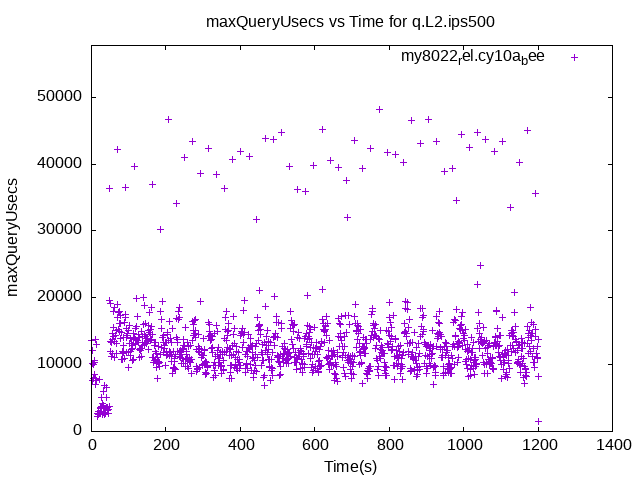 maxQueryUsecs vs Time for q.L2.ips500
my8022rel.cy10abee
maxQueryUsecs
50000
40000
30000
20000
10000
0
0 200 400 600 800 1000 1200 1400
Time(s)